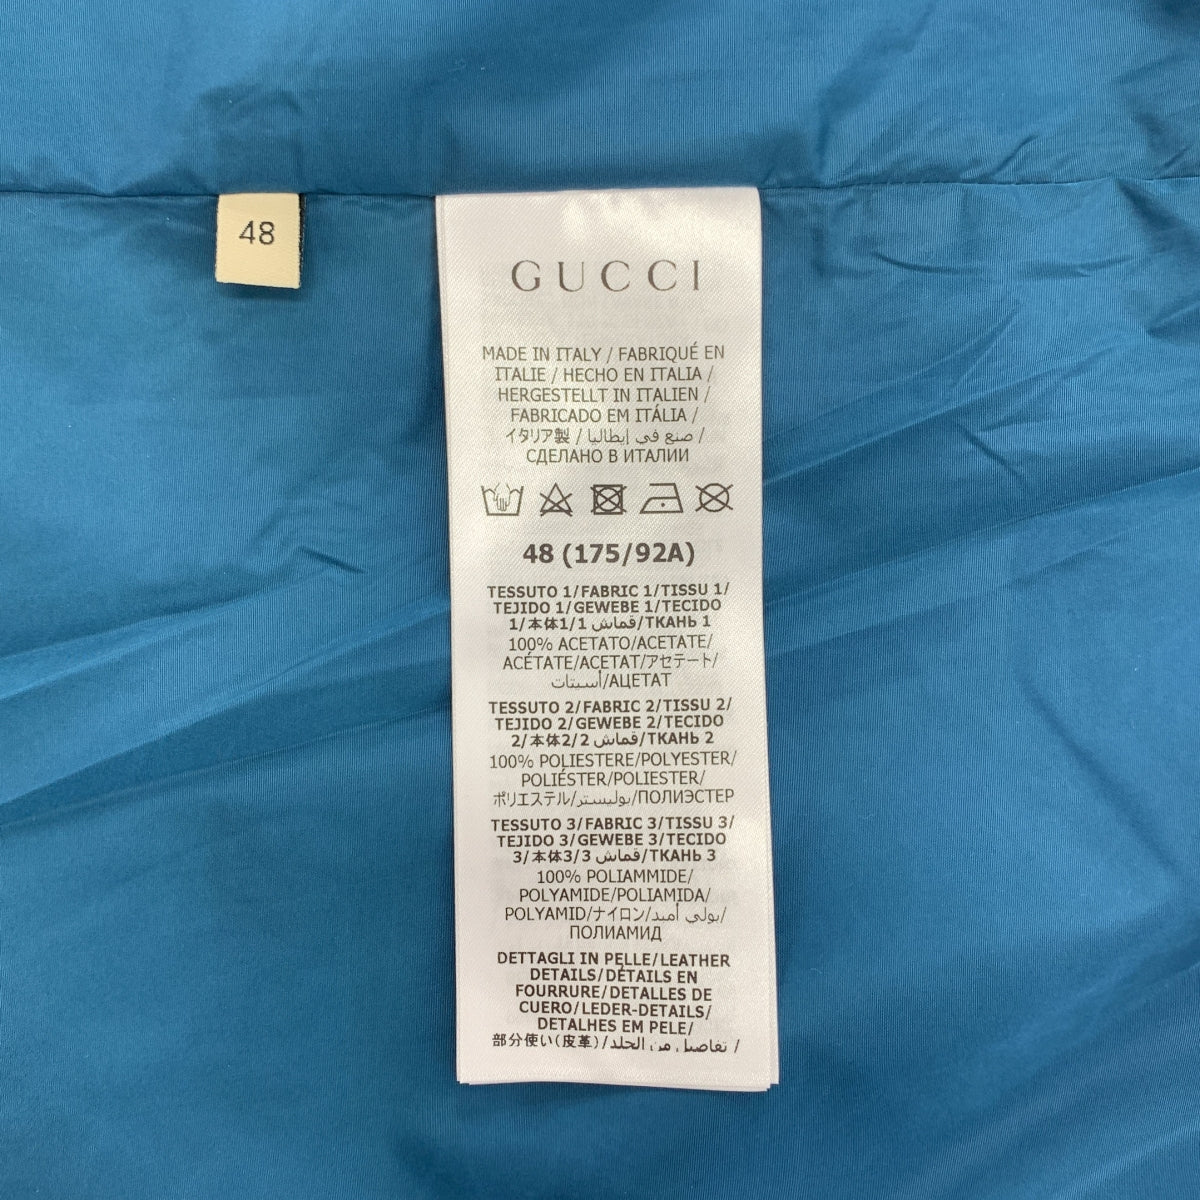 48
GUCCI
MADE IN ITALY / FABRIQUÉ EN
ITALIE / HECHO EN ITALIA /
HERGESTELLT IN ITALIEN /
FABRICADO EM ITÁLIA /
イタリア製 / صنع في إيطاليا /
СДЕЛАНО В ИТАЛИИ
48 (175/92A)
TESSUTO 1/FABRIC 1/TISSU 1/
TEJIDO 1/GEWEBE 1/TECIDO
1/本体1/1 قماش/ТКАНЬ 1
100% ACETATO/ACETATE/
ACÉTATE/ACETAT/アセテート/
أسيتات/АЦЕТАТ
TESSUTO 2/FABRIC 2/TISSU 2/
TEJIDO 2/GEWEBE 2/TECIDO
2/本体2/2 قماش/ТКАНЬ 2
100% POLIESTERE/POLYESTER/
POLIÉSTER/POLIESTER/
ポリエステル/بوليستر/ПОЛИЭСТЕР
TESSUTO 3/FABRIC 3/TISSU 3/
TEJIDO 3/GEWEBE 3/TECIDO
3/本体3/3 قماش/ТКАНЬ 3
100% POLIAMMIDE/
POLYAMIDE/POLIAMIDA/
POLYAMID/ナイロン/بولي أميد/
ПОЛИАМИД
DETTAGLI IN PELLE/LEATHER
DETAILS/DÉTAILS EN
FOURRURE/DETALLES DE
CUERO/LEDER-DETAILS/
DETALHES EM PELE/
部分使い(皮革)/تفاصيل من الجلد /